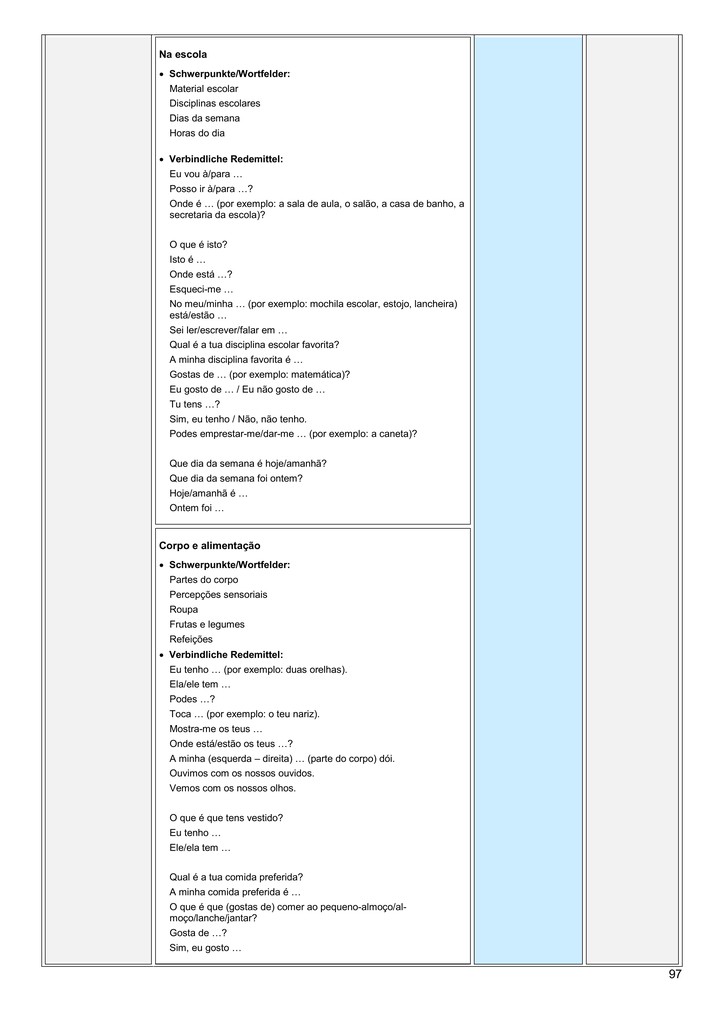 Na escola
• Schwerpunkte/Wortfelder:
Material escolar
Disciplinas escolares
Dias da semana
Horas do dia
• Verbindliche Redemittel:
Eu vou à/para …
Posso ir à/para …?
Onde é … (por exemplo: a sala de aula, o salão, a casa de banho, a
secretaria da escola)?
O que é isto?
Isto é …
Onde está …?
Esqueci-me …
No meu/minha … (por exemplo: mochila escolar, estojo, lancheira)
está/estão …
Sei ler/escrever/falar em …
Qual é a tua disciplina escolar favorita?
A minha disciplina favorita é …
Gostas de … (por exemplo: matemática)?
Eu gosto de … / Eu não gosto de …
Tu tens …?
Sim, eu tenho / Não, não tenho.
Podes emprestar-me/dar-me … (por exemplo: a caneta)?
Que dia da semana é hoje/amanhã?
Que dia da semana foi ontem?
Hoje/amanhã é …
Ontem foi …
Corpo e alimentação
• Schwerpunkte/Wortfelder:
Partes do corpo
Percepções sensoriais
Roupa
Frutas e legumes
Refeições
• Verbindliche Redemittel:
Eu tenho … (por exemplo: duas orelhas).
Ela/ele tem …
Podes …?
Toca … (por exemplo: o teu nariz).
Mostra-me os teus …
Onde está/estão os teus …?
A minha (esquerda – direita) … (parte do corpo) dói.
Ouvimos com os nossos ouvidos.
Vemos com os nossos olhos.
O que é que tens vestido?
Eu tenho …
Ele/ela tem …
Qual é a tua comida preferida?
A minha comida preferida é …
O que é que (gostas de) comer ao pequeno-almoço/al-
moço/lanche/jantar?
Gosta de …?
Sim, eu gosto …
97